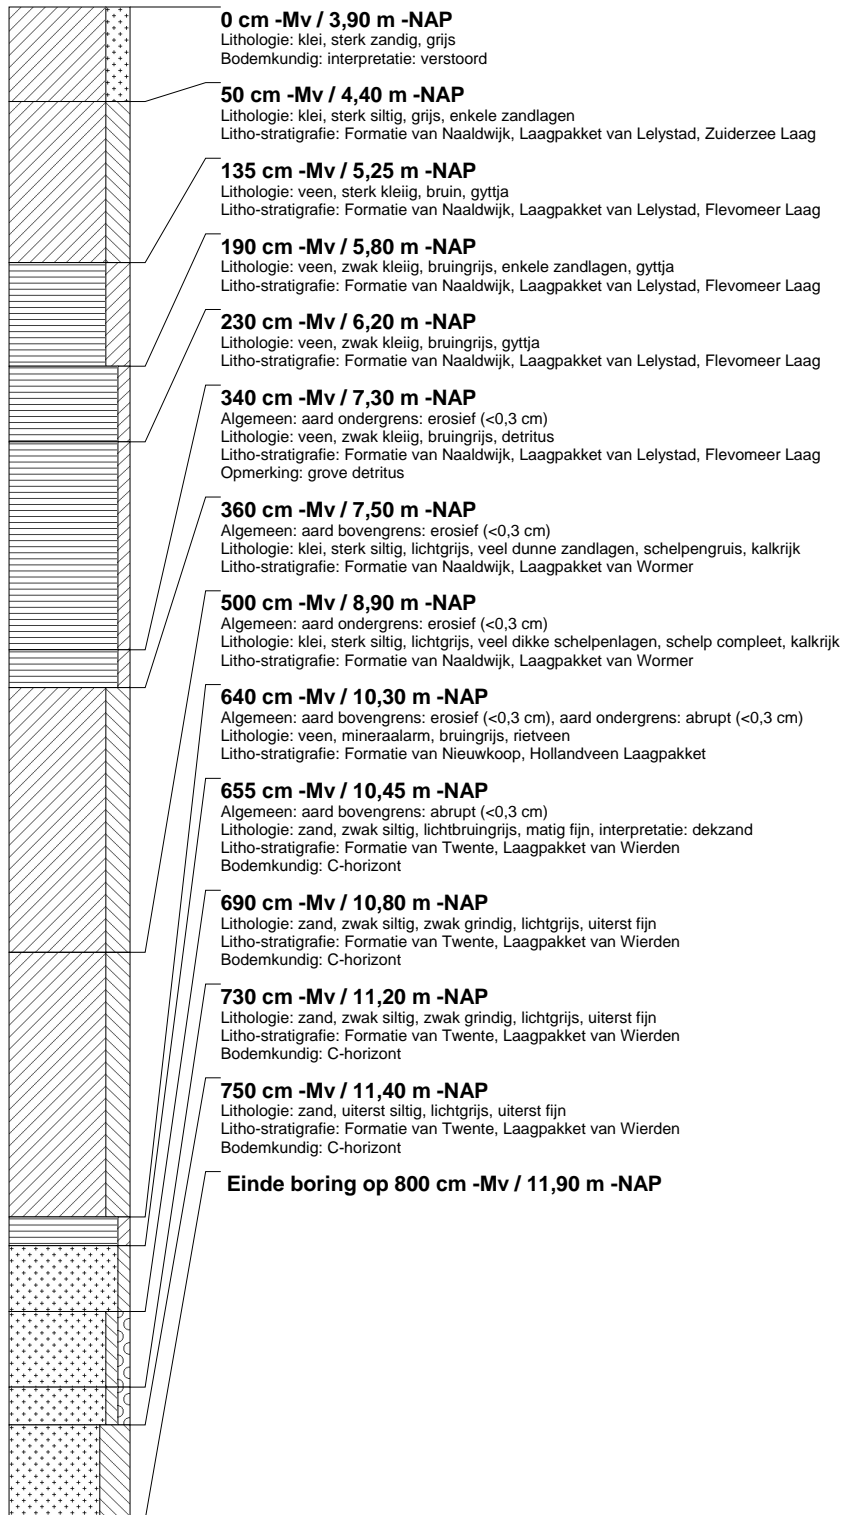 0 cm -Mv / 3,90 m -NAP
Lithologie: klei, sterk zandig, grijs
Bodemkundig: interpretatie: verstoord
50 cm -Mv / 4,40 m -NAP
Lithologie: klei, sterk siltig, grijs, enkele zandlagen
Litho-stratigrafie: Formatie van Naaldwijk, Laagpakket van Lelystad, Zuiderzee Laag
135 cm -Mv / 5,25 m -NAP
Lithologie: veen, sterk kleiig, bruin, gyttja
Litho-stratigrafie: Formatie van Naaldwijk, Laagpakket van Lelystad, Flevomeer Laag
190 cm -Mv / 5,80 m -NAP
Lithologie: veen, zwak kleiig, bruingrijs, enkele zandlagen, gyttja
Litho-stratigrafie: Formatie van Naaldwijk, Laagpakket van Lelystad, Flevomeer Laag
230 cm -Mv / 6,20 m -NAP
Lithologie: veen, zwak kleiig, bruingrijs, gyttja
Litho-stratigrafie: Formatie van Naaldwijk, Laagpakket van Lelystad, Flevomeer Laag
340 cm -Mv / 7,30 m -NAP
Algemeen: aard ondergrens: erosief (<0,3 cm)
Lithologie: veen, zwak kleiig, bruingrijs, detritus
Litho-stratigrafie: Formatie van Naaldwijk, Laagpakket van Lelystad, Flevomeer Laag
Opmerking: grove detritus
360 cm -Mv / 7,50 m -NAP
Algemeen: aard bovengrens: erosief (<0,3 cm)
Lithologie: klei, sterk siltig, lichtgrijs, veel dunne zandlagen, schelpengruis, kalkrijk
Litho-stratigrafie: Formatie van Naaldwijk, Laagpakket van Wormer
500 cm -Mv / 8,90 m -NAP
Algemeen: aard ondergrens: erosief (<0,3 cm)
Lithologie: klei, sterk siltig, lichtgrijs, veel dikke schelpenlagen, schelp compleet, kalkrijk
Litho-stratigrafie: Formatie van Naaldwijk, Laagpakket van Wormer
640 cm -Mv / 10,30 m -NAP
Algemeen: aard bovengrens: erosief (<0,3 cm), aard ondergrens: abrupt (<0,3 cm)
Lithologie: veen, mineraalarm, bruingrijs, rietveen
Litho-stratigrafie: Formatie van Nieuwkoop, Hollandveen Laagpakket
655 cm -Mv / 10,45 m -NAP
Algemeen: aard bovengrens: abrupt (<0,3 cm)
Lithologie: zand, zwak siltig, lichtbruingrijs, matig fijn, interpretatie: dekzand
Litho-stratigrafie: Formatie van Twente, Laagpakket van Wierden
Bodemkundig: C-horizont
690 cm -Mv / 10,80 m -NAP
Lithologie: zand, zwak siltig, zwak grindig, lichtgrijs, uiterst fijn
Litho-stratigrafie: Formatie van Twente, Laagpakket van Wierden
Bodemkundig: C-horizont
730 cm -Mv / 11,20 m -NAP
Lithologie: zand, zwak siltig, zwak grindig, lichtgrijs, uiterst fijn
Litho-stratigrafie: Formatie van Twente, Laagpakket van Wierden
Bodemkundig: C-horizont
750 cm -Mv / 11,40 m -NAP
Lithologie: zand, uiterst siltig, lichtgrijs, uiterst fijn
Litho-stratigrafie: Formatie van Twente, Laagpakket van Wierden
Bodemkundig: C-horizont
Einde boring op 800 cm -Mv / 11,90 m -NAP